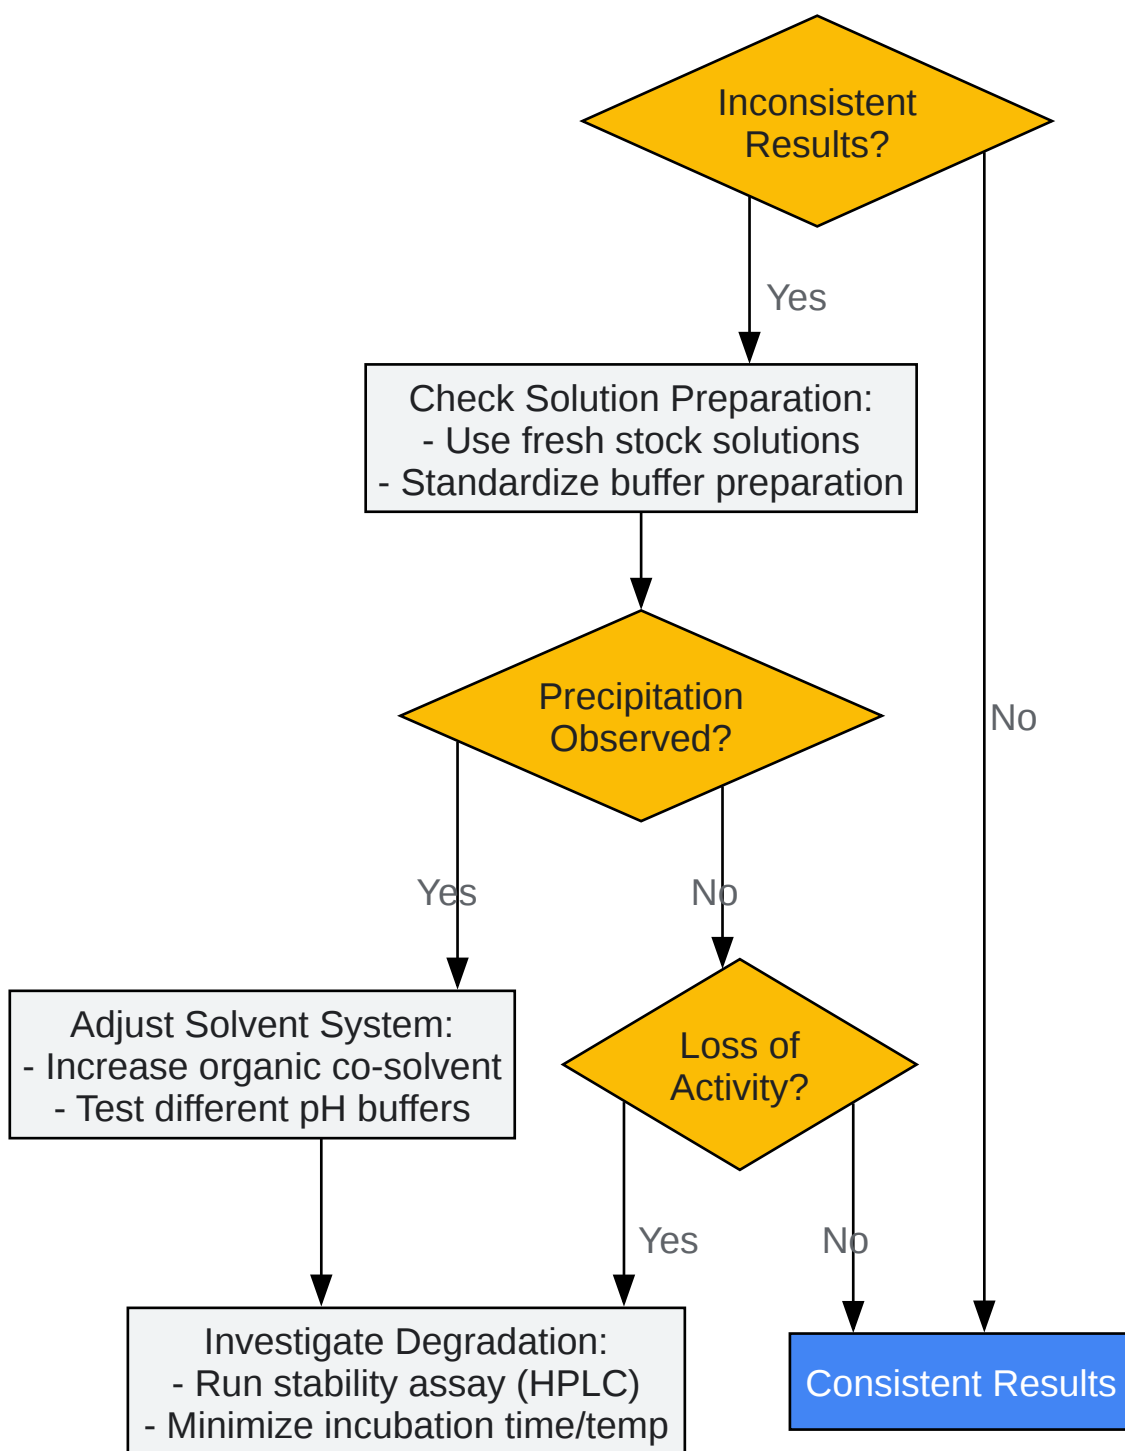 Inconsistent
Results?
Yes
Check Solution Preparation:
- Use fresh stock solutions
- Standardize buffer preparation
Precipitation
Observed?
No
Yes
No
Adjust Solvent System:
- Increase organic co-solvent
- Test different pH buffers
Loss of
Activity?
Yes
No
Investigate Degradation:
- Run stability assay (HPLC)
- Minimize incubation time/temp
Consistent Results